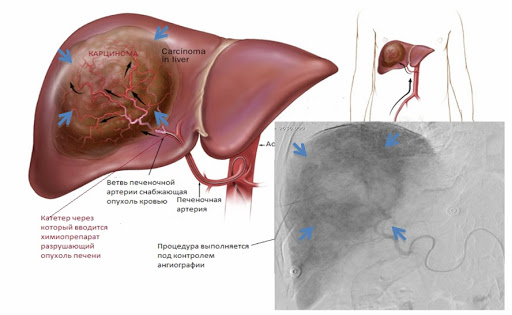 КАРЦИНОМА
Carcinoma
in liver
Ветвь печеночной
артерии снабжающая
опухоль кровью
Печеночная
артерия
Катетер через
который вводится
химиопрепарат
разрушающий
опухоль печени
Процедура выполняется
под контролем
ангиографии